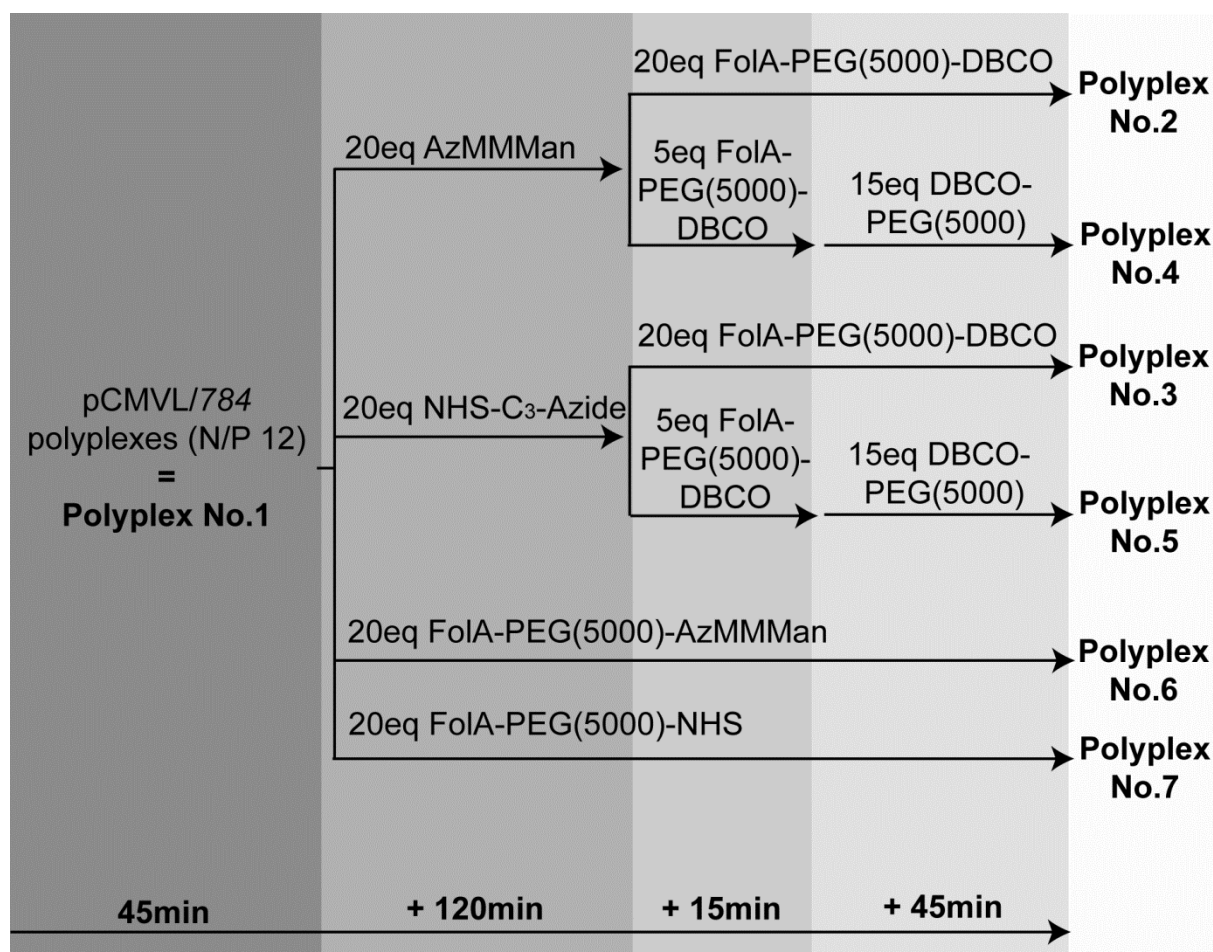 20eq FolA-PEG(5000)-DBCO
Polyplex
No.2
20eq AzMMMan
5eq FolA-
PEG(5000)-
DBCO
15eq DBCO-
PEG(5000)
Polyplex
No.4
20eq FolA-PEG(5000)-DBCO
Polyplex
No.3
pCMVL/784
polyplexes (N/P 12)
=
Polyplex No.1
20eq NHS-C₃-Azide
5eq FolA-
PEG(5000)-
DBCO
15eq DBCO-
PEG(5000)
Polyplex
No.5
20eq FolA-PEG(5000)-AzMMMan
Polyplex
No.6
20eq FolA-PEG(5000)-NHS
Polyplex
No.7
45min
+ 120min
+ 15min
+ 45min